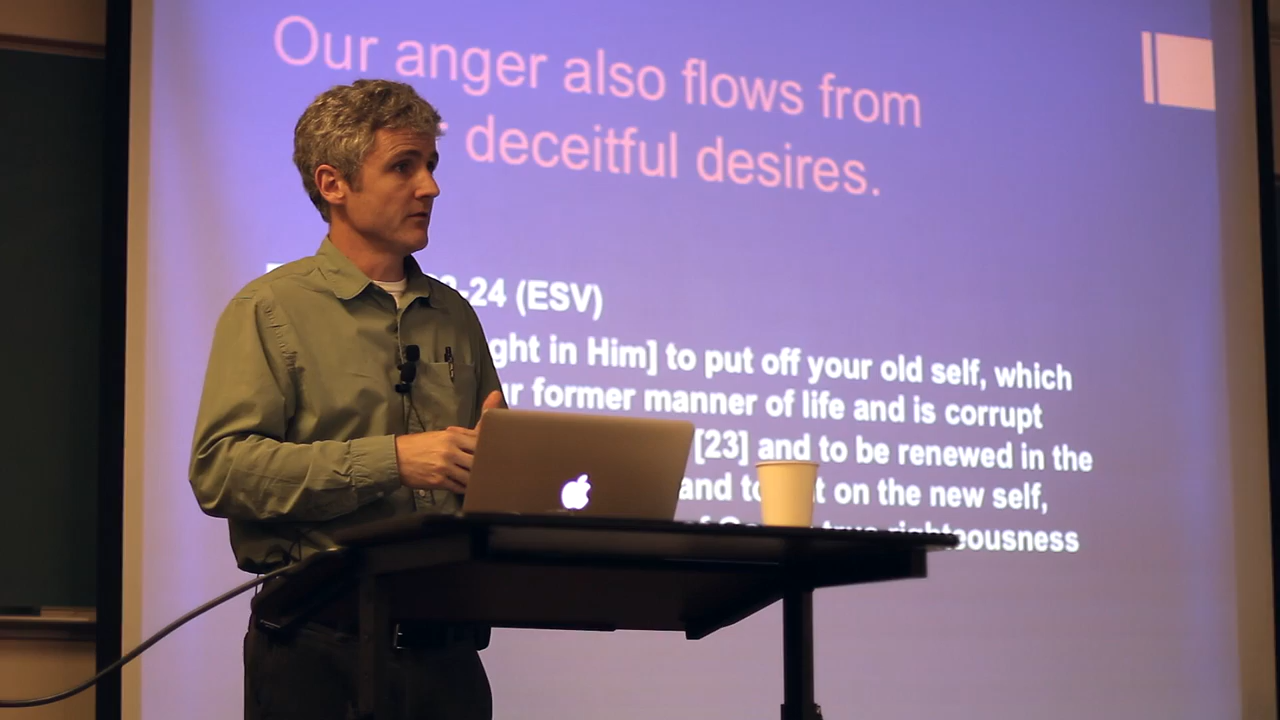 Our anger also flows from
deceitful desires.
-24 (ESV)
ght in Him] to put off your old self, which
former manner of life and is corrupt
[23] and to be renewed in the
and to on the new self,
righteousness